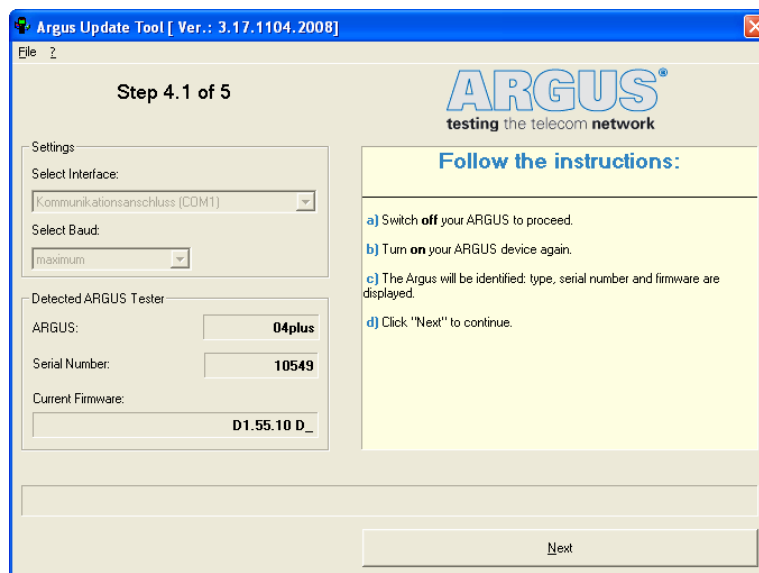 Argus Update Tool [ Ver.: 3.17.1104.2008]
File ?
Step 4.1 of 5
ARGUS®
testing the telecom network
Settings
Select Interface:
Kommunikationsanschluss (COM1)
Select Baud:
maximum
Detected ARGUS Tester
ARGUS:
04plus
Serial Number:
10549
Current Firmware:
D1.55.10 D_
Follow the instructions:
a) Switch off your ARGUS to proceed.
b) Turn on your ARGUS device again.
c) The Argus will be identified: type, serial number and firmware are
displayed.
d) Click "Next" to continue.
Next